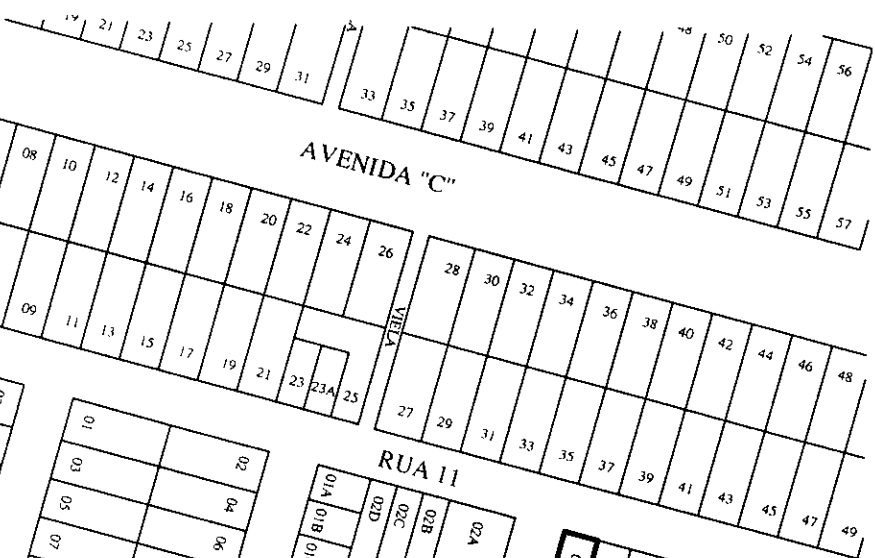 19 21 23 25 27 29 31
33 35 37 39 41 43 45 47 49 51 53 55 57
48 50 52 54 56
AVENIDA "C"
08 10 12 14 16 18 20 22 24 26
28 30 32 34 36 38 40 42 44 46 48
VIELA
09 11 13 15 17 19 21 23 23A 25
27 29 31 33 35 37 39 41 43 45 47 49
RUA 11
01 02
03 04
05 06
07
01A 02D 02C 02B 02A
01B